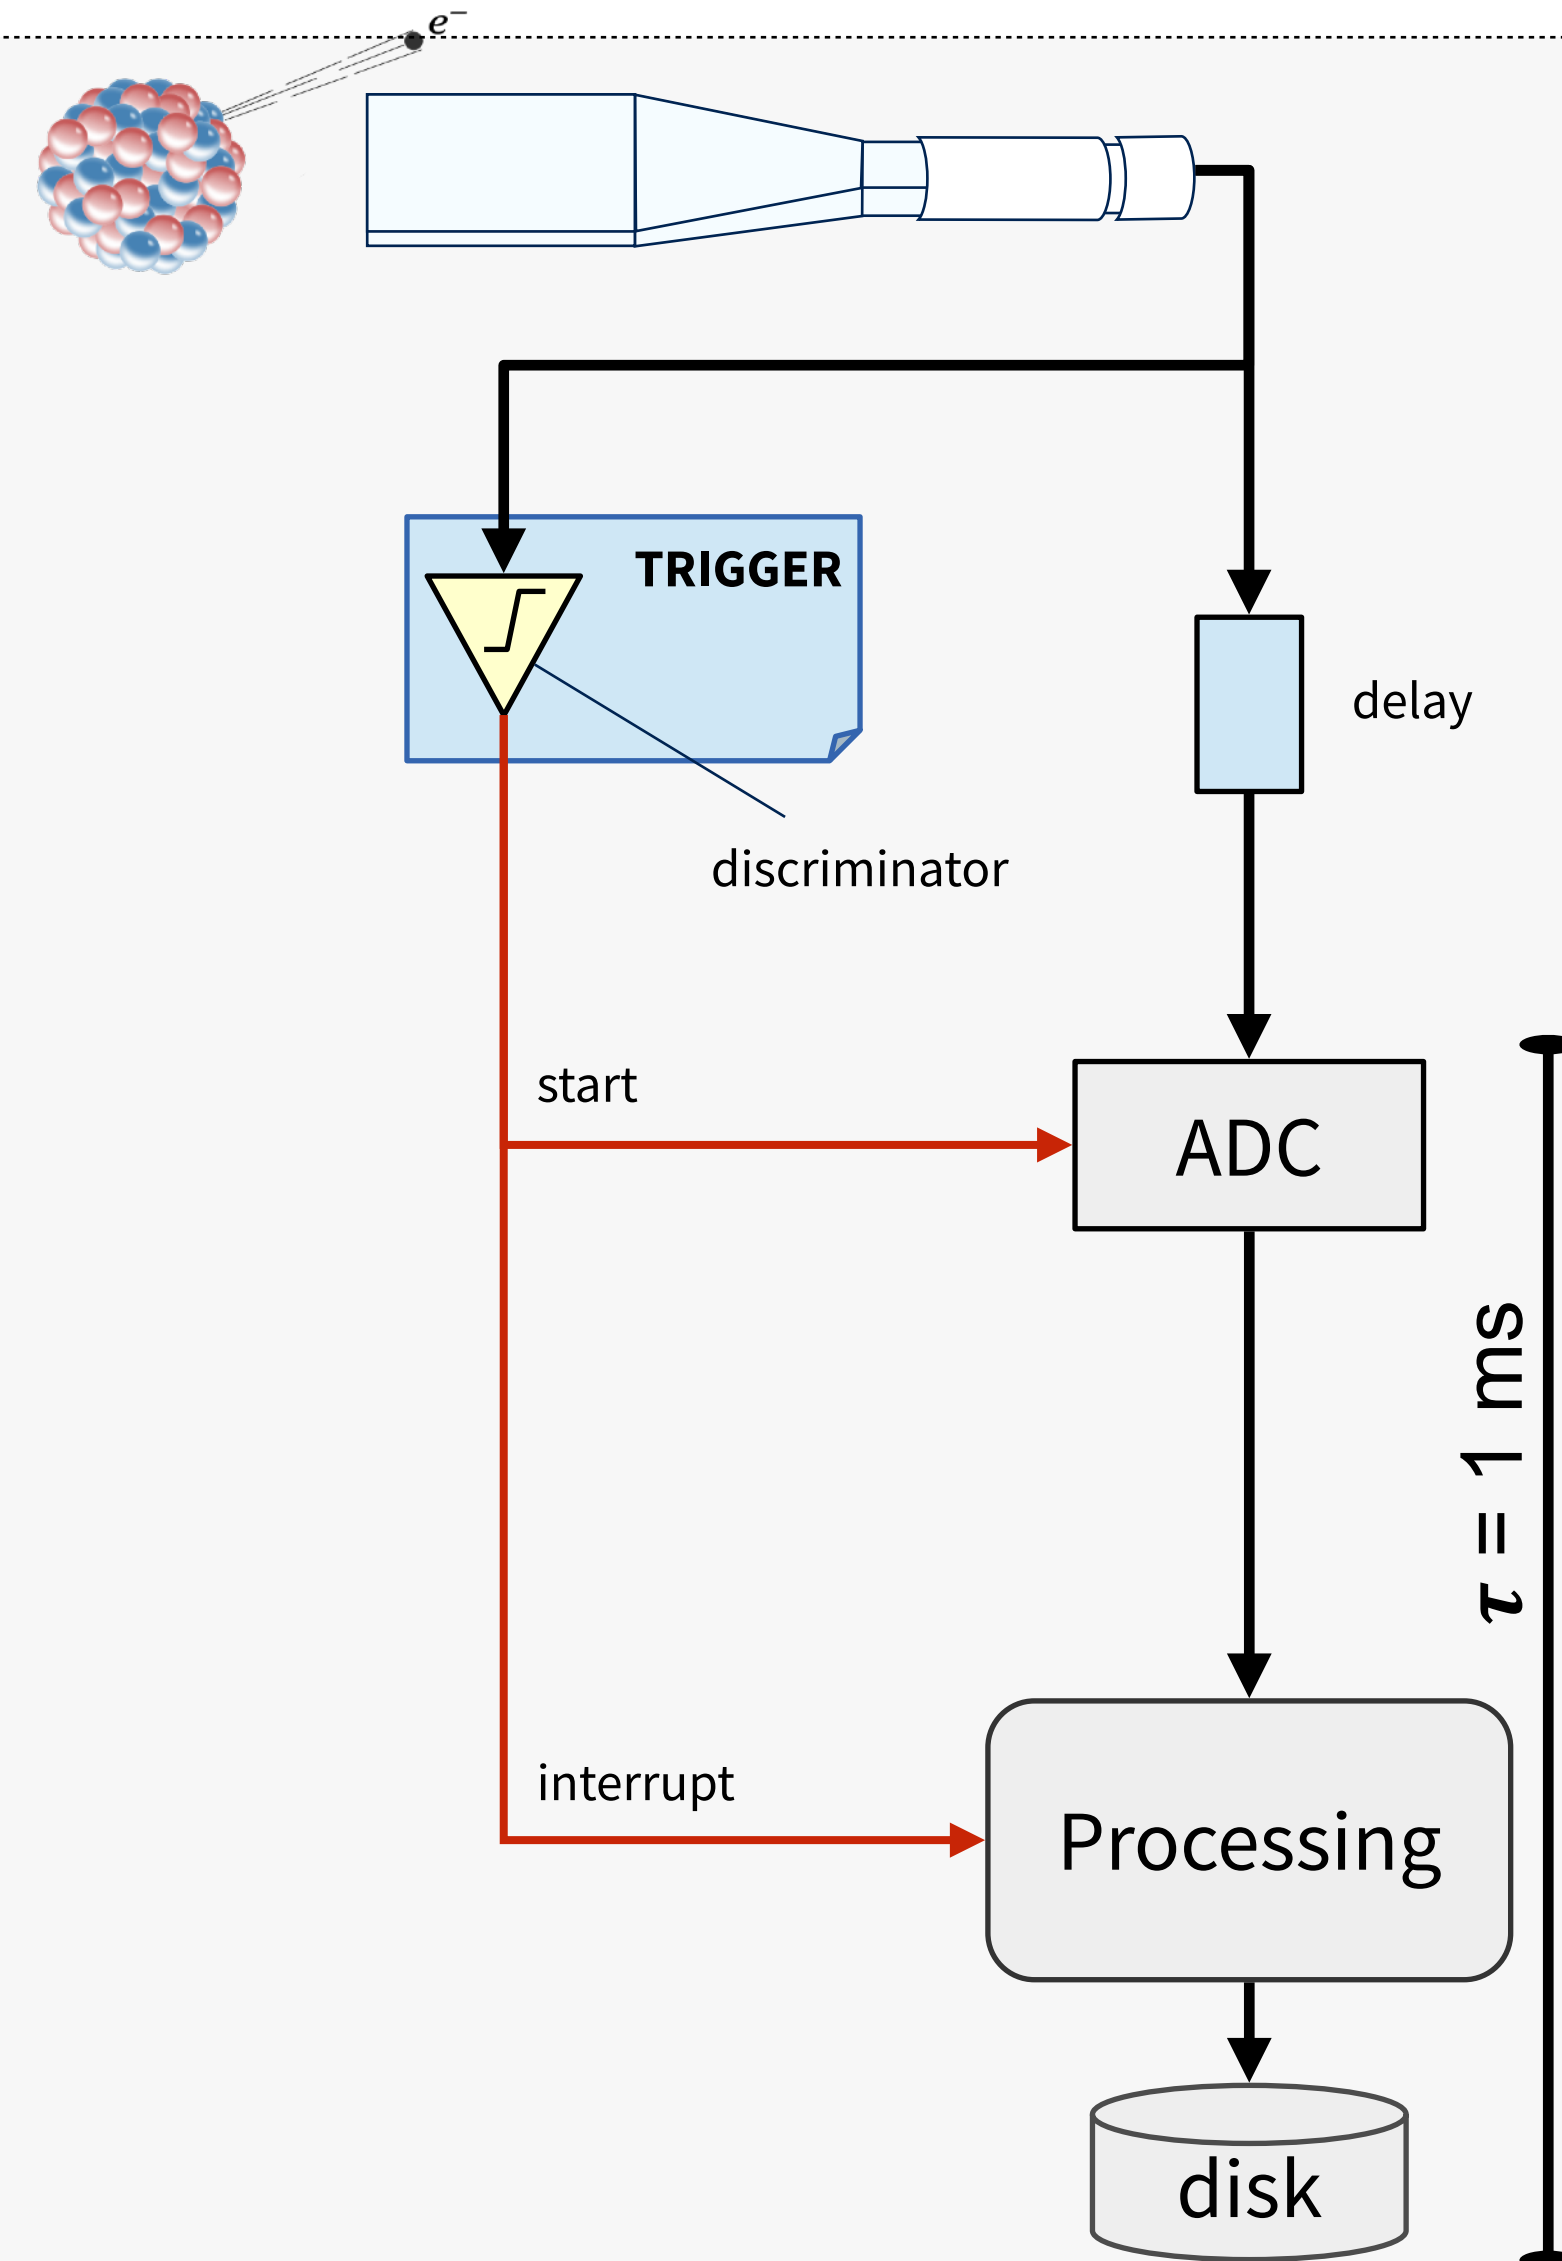 e⁻
TRIGGER
delay
discriminator
start
ADC
τ = 1 ms
interrupt
Processing
disk